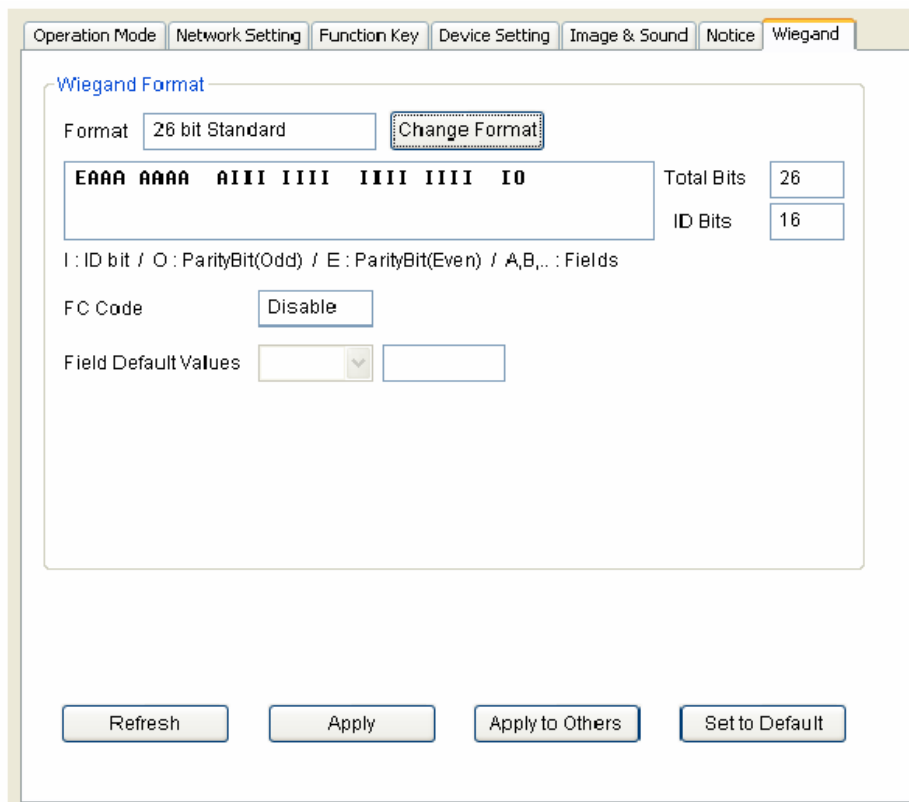 Operation Mode Network Setting Function Key Device Setting Image & Sound Notice Wiegand
Wiegand Format
Format 26 bit Standard Change Format
EAAA AAAA AIII IIII IIII IIII IO Total Bits 26
ID Bits 16
I : ID bit / O : ParityBit(Odd) / E : ParityBit(Even) / A,B,.. : Fields
FC Code Disable
Field Default Values
Refresh Apply Apply to Others Set to Default